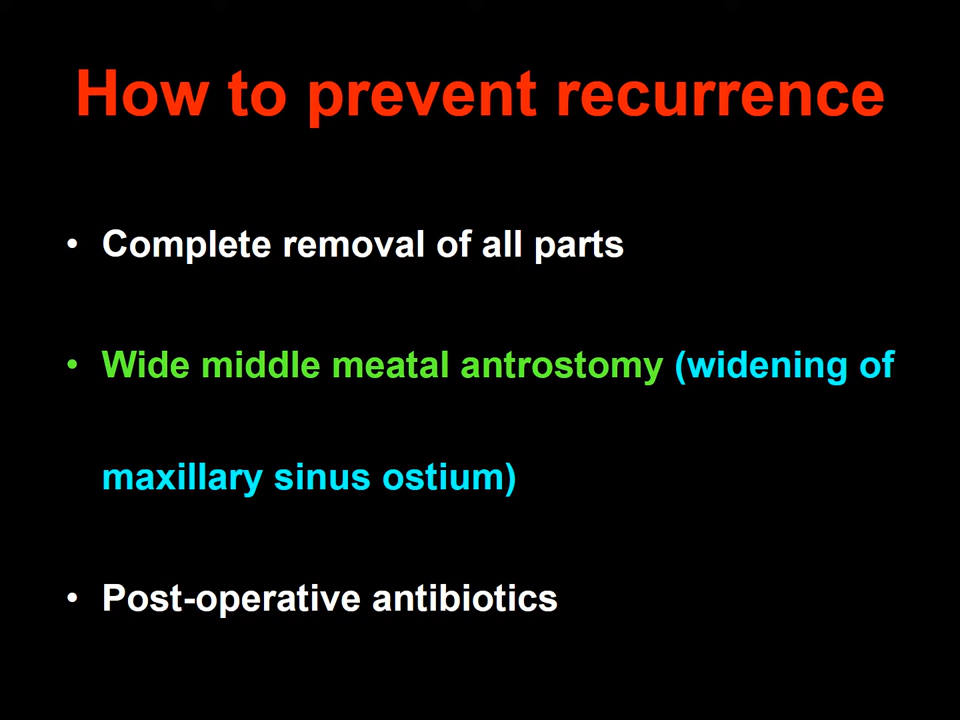 How to prevent recurrence
• Complete removal of all parts
• Wide middle meatal antrostomy (widening of
maxillary sinus ostium)
• Post-operative antibiotics